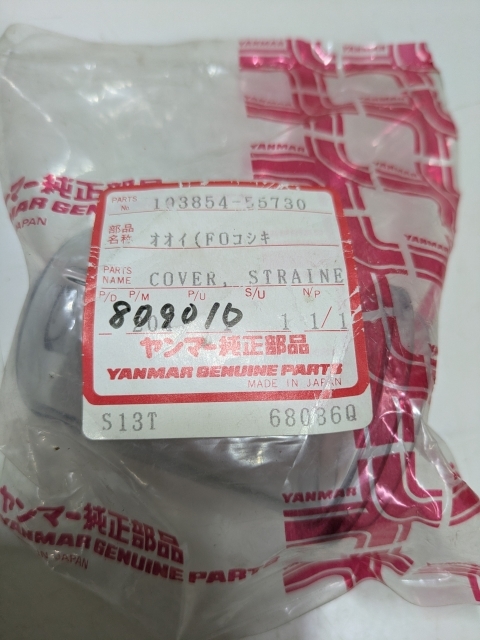 PARTS No. 103854-55730
部品名称 オオイ(FOコシキ
PARTS NAME COVER, STRAINE
P/D P/M P/U S/U N/P
809010 1 1/1
ヤンマー純正部品
YANMAR GENUINE PARTS
MADE IN JAPAN
S13T 68036Q
ヤンマー純正部品
YANMAR GENUINE
JAPAN
YANMAR
YANMAR
YANMAR
ヤンマー純正部品
YANMAR GENUINE PARTS
JAPAN